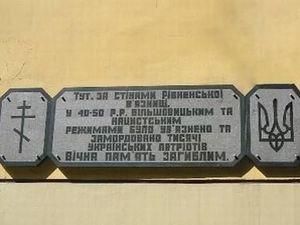 ТУТ, ЗА СТІНАМИ РІВНЕНСЬКОЇ
В'ЯЗНИЦІ,
У 40-50 Р.Р. БІЛЬШОВИЦЬКИМ ТА
НАЦИСТСЬКИМ
РЕЖИМАМИ БУЛО УВ'ЯЗНЕНО ТА
ЗАМОРДОВАНО ТИСЯЧІ
УКРАЇНСЬКИХ ПАТРІОТІВ
ВІЧНА ПАМ'ЯТЬ ЗАГИБЛИМ.